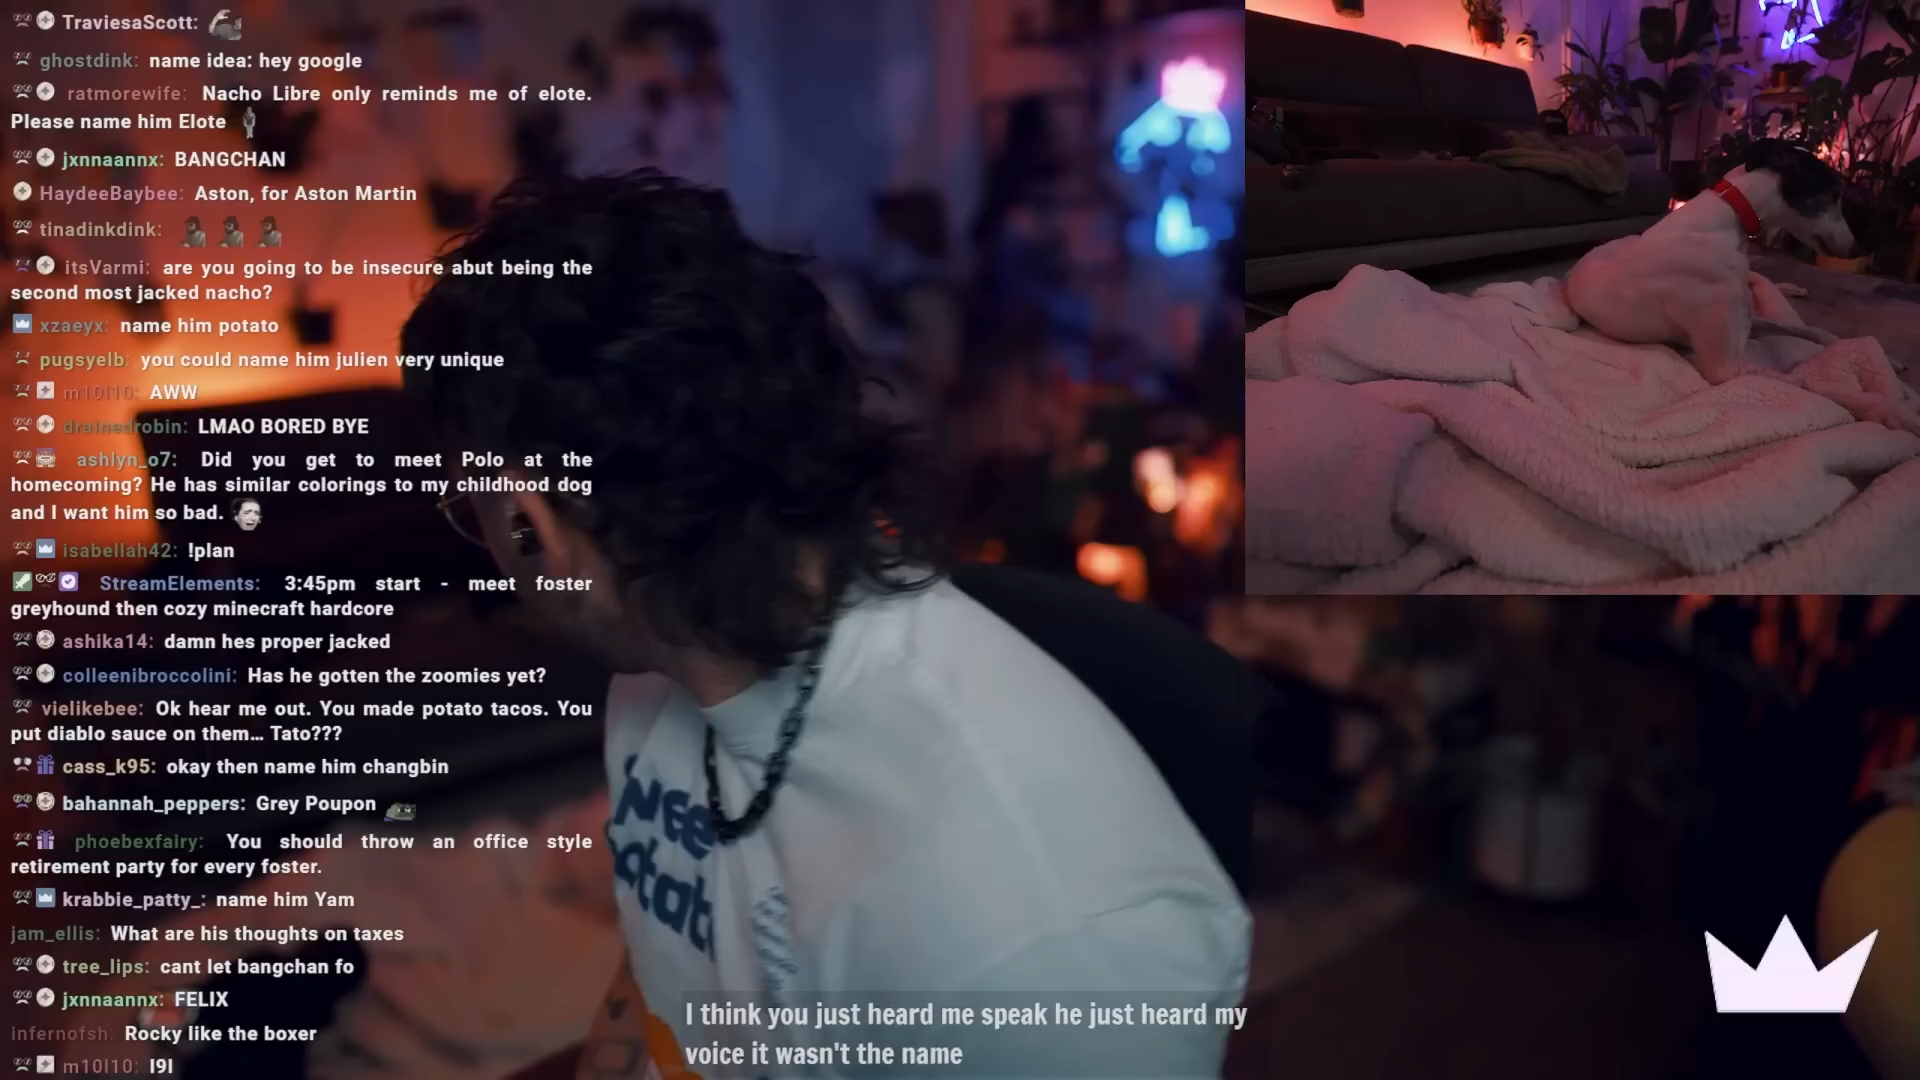 TraviesaScott:
ghostdink: name idea: hey google
ratmorewife: Nacho Libre only reminds me of elote.
Please name him Elote
jxnnaannx: BANGCHAN
HaydeeBaybee: Aston, for Aston Martin
tinadinkdink:
itsVarmi: are you going to be insecure abut being the
second most jacked nacho?
xzaeyx: name him potato
pugsyelb: you could name him julien very unique
m10l10: AWW
drainedrobin: LMAO BORED BYE
ashlyn_o7: Did you get to meet Polo at the
homecoming? He has similar colorings to my childhood dog
and I want him so bad.
isabellah42: !plan
StreamElements: 3:45pm start - meet foster
greyhound then cozy minecraft hardcore
ashika14: damn hes proper jacked
colleenibroccolini: Has he gotten the zoomies yet?
vielikebee: Ok hear me out. You made potato tacos. You
put diablo sauce on them... Tato???
cass_k95: okay then name him changbin
bahannah_peppers: Grey Poupon
phoebexfairy: You should throw an office style
retirement party for every foster.
krabbie_patty_: name him Yam
jam_ellis: What are his thoughts on taxes
tree_lips: cant let bangchan fo
jxnnaannx: FELIX
infernofsh: Rocky like the boxer
m10l10: I9I
I think you just heard me speak he just heard my
voice it wasn't the name